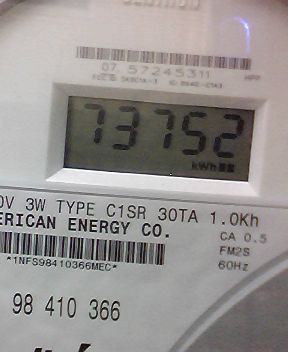 07 57245311
73752
kWh
V 3W TYPE C1SR 30TA 1.0Kh
ERICAN ENERGY CO.
CA 0.5
FM2S
60Hz
*1NFS98410366MEC*
98 410 366